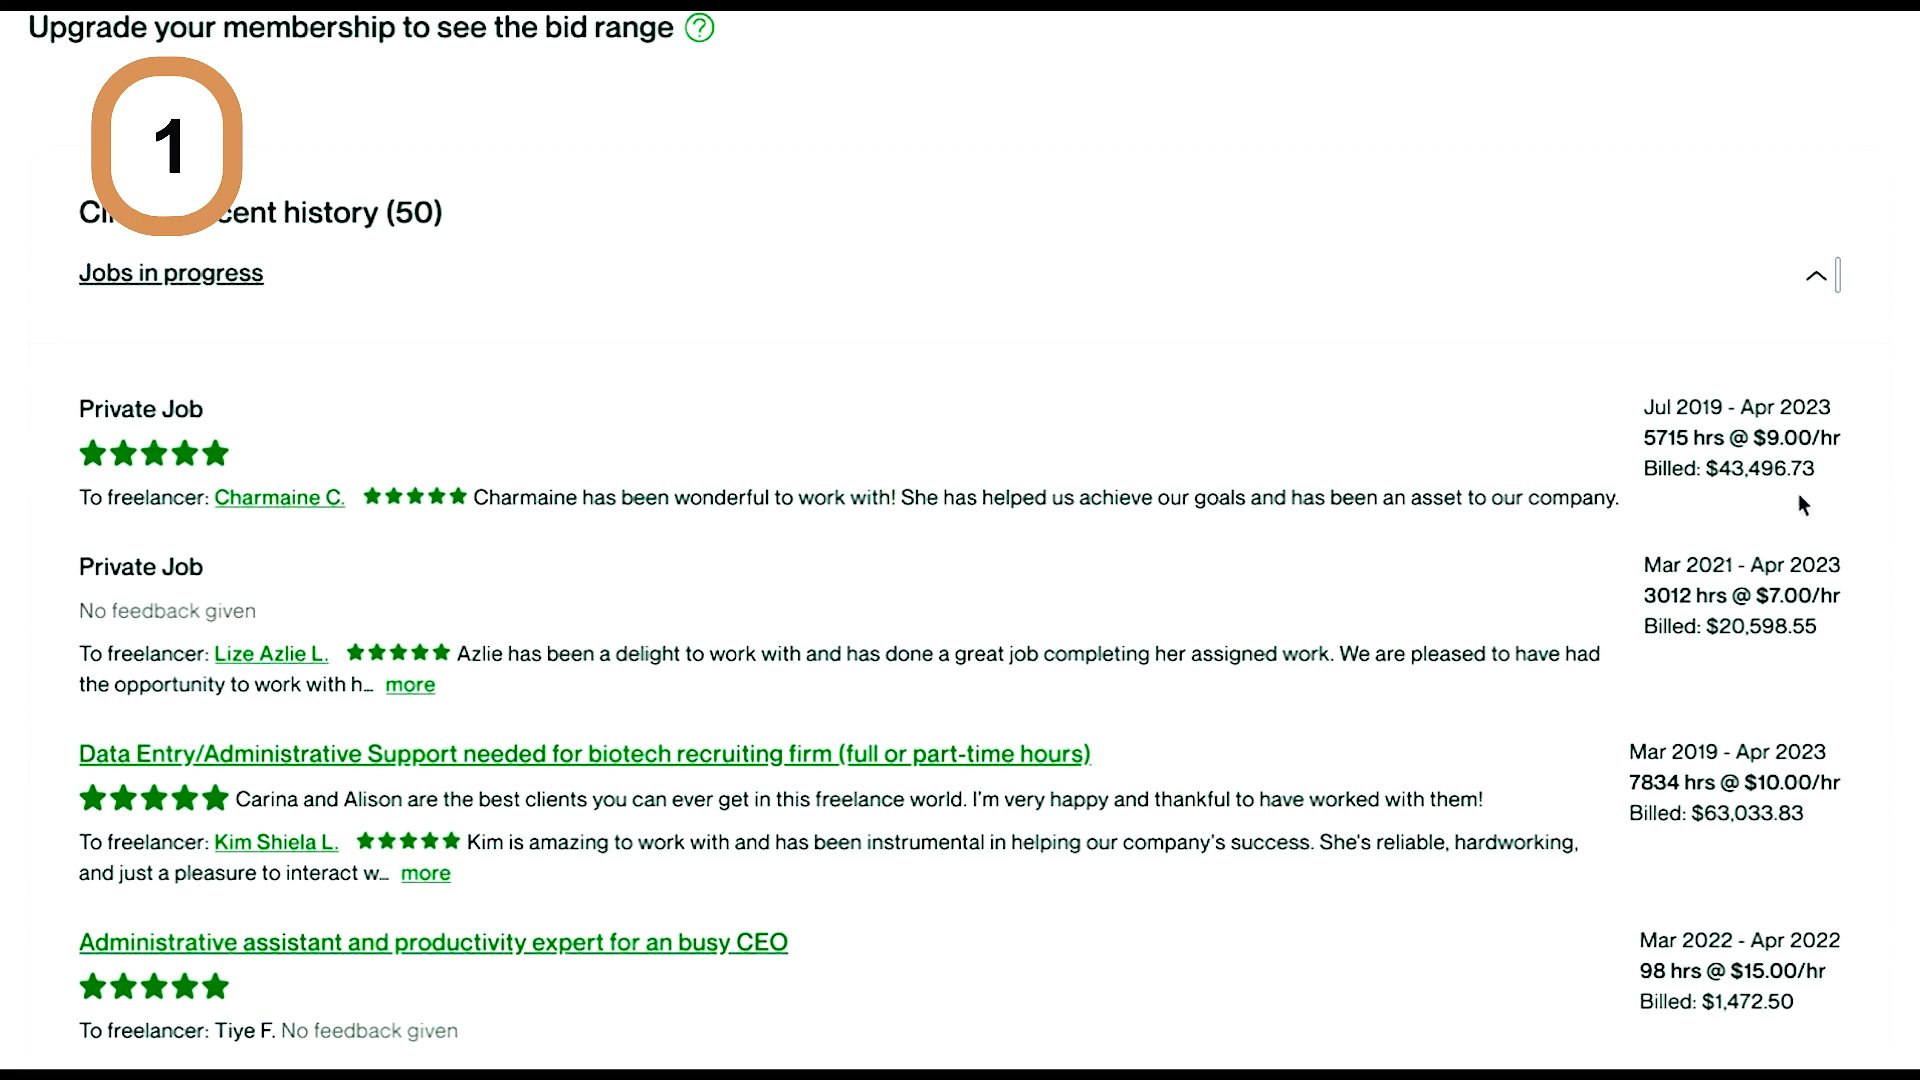 Upgrade your membership to see the bid range ?
1
cent history (50)
Jobs in progress
Private Job
Jul 2019 - Apr 2023
5715 hrs @ $9.00/hr
Billed: $43,496.73
To freelancer: Charmaine C. Charmaine has been wonderful to work with! She has helped us achieve our goals and has been an asset to our company.
Private Job
Mar 2021 - Apr 2023
No feedback given
3012 hrs @ $7.00/hr
Billed: $20,598.55
To freelancer: Lize Azlie L. Azlie has been a delight to work with and has done a great job completing her assigned work. We are pleased to have had
the opportunity to work with h... more
Data Entry/Administrative Support needed for biotech recruiting firm (full or part-time hours)
Mar 2019 - Apr 2023
7834 hrs @ $10.00/hr
Carina and Alison are the best clients you can ever get in this freelance world. I'm very happy and thankful to have worked with them!
Billed: $63,033.83
To freelancer: Kim Shiela L. Kim is amazing to work with and has been instrumental in helping our company's success. She's reliable, hardworking,
and just a pleasure to interact w... more
Administrative assistant and productivity expert for an busy CEO
Mar 2022 - Apr 2022
98 hrs @ $15.00/hr
Billed: $1,472.50
To freelancer: Tiye F. No feedback given